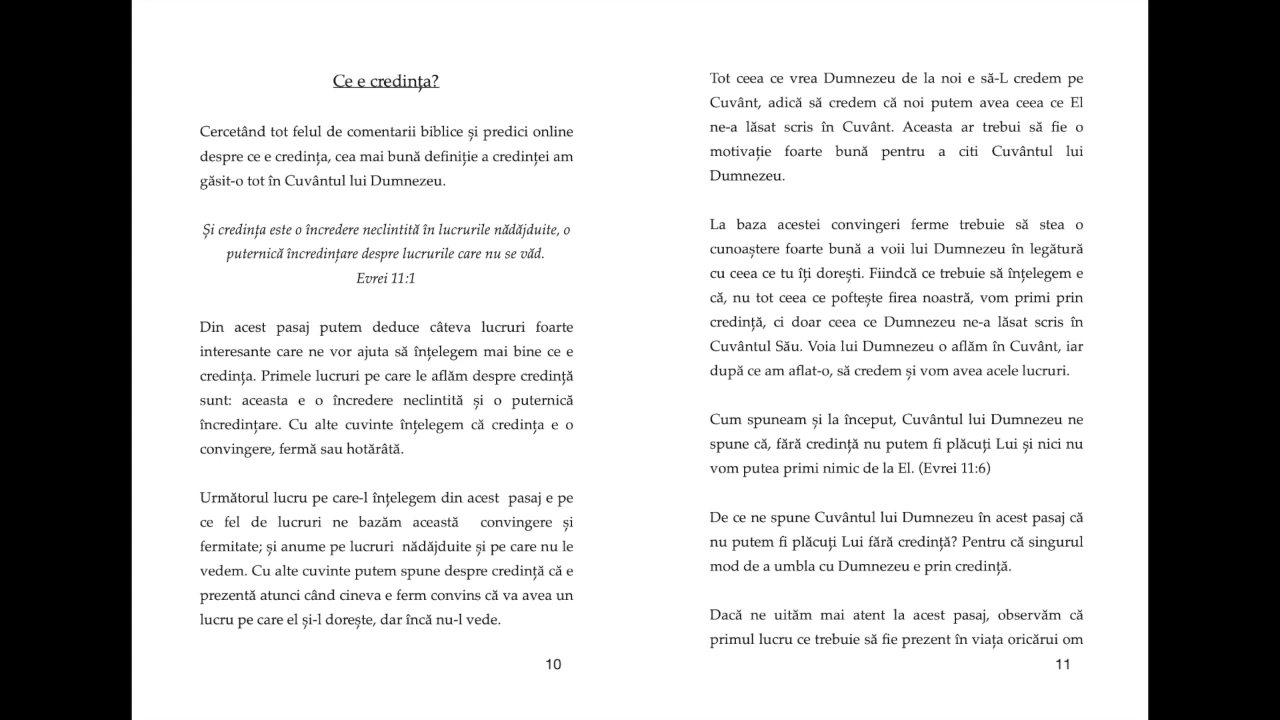 Ce e credința?
Cercetând tot felul de comentarii biblice și predici online
despre ce e credința, cea mai bună definiție a credinței am
găsit-o tot în Cuvântul lui Dumnezeu.
Și credința este o încredere neclintită în lucrurile nădăjduite, o
puternică încredințare despre lucrurile care nu se văd.
Evrei 11:1
Din acest pasaj putem deduce câteva lucruri foarte
interesante care ne vor ajuta să înțelegem mai bine ce e
credința. Primele lucruri pe care le aflăm despre credință
sunt: aceasta e o încredere neclintită și o puternică
încredințare. Cu alte cuvinte înțelegem că credința e o
convingere, fermă sau hotărâtă.
Următorul lucru pe care-l înțelegem din acest pasaj e pe
ce fel de lucruri ne bazăm această convingere și
fermitate; și anume pe lucruri nădăjduite și pe care nu le
vedem. Cu alte cuvinte putem spune despre credință că e
prezentă atunci când cineva e ferm convins că va avea un
lucru pe care el și-l dorește, dar încă nu-l vede.
10
Tot ceea ce vrea Dumnezeu de la noi e să-L credem pe
Cuvânt, adică să credem că noi putem avea ceea ce El
ne-a lăsat scris în Cuvânt. Aceasta ar trebui să fie o
motivație foarte bună pentru a citi Cuvântul lui
Dumnezeu.
La baza acestei convingeri ferme trebuie să stea o
cunoaștere foarte bună a voii lui Dumnezeu în legătură
cu ceea ce tu îți dorești. Fiindcă ce trebuie să înțelegem e
că, nu tot ceea ce poftește firea noastră, vom primi prin
credință, ci doar ceea ce Dumnezeu ne-a lăsat scris în
Cuvântul Său. Voia lui Dumnezeu o aflăm în Cuvânt, iar
după ce am aflat-o, să credem și vom avea acele lucruri.
Cum spuneam și la început, Cuvântul lui Dumnezeu ne
spune că, fără credință nu putem fi plăcuți Lui și nici nu
vom putea primi nimic de la El. (Evrei 11:6)
De ce ne spune Cuvântul lui Dumnezeu în acest pasaj că
nu putem fi plăcuți Lui fără credință? Pentru că singurul
mod de a umbla cu Dumnezeu e prin credință.
Dacă ne uităm mai atent la acest pasaj, observăm că
primul lucru ce trebuie să fie prezent în viața oricărui om
11